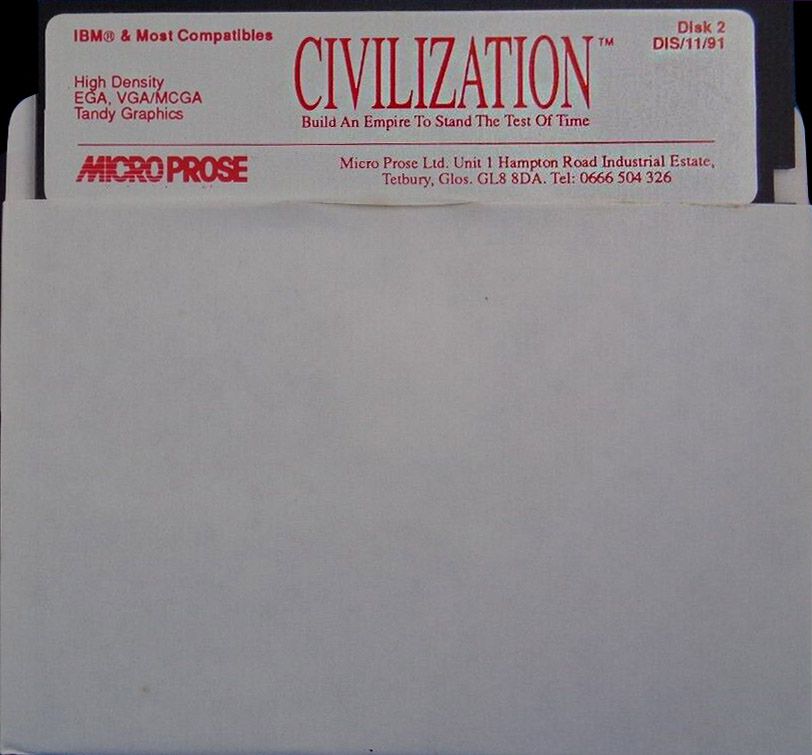 IBM® & Most Compatibles
Disk 2
DIS/11/91
High Density
EGA, VGA/MCGA
Tandy Graphics
CIVILIZATION™
Build An Empire To Stand The Test Of Time
MICRO PROSE
Micro Prose Ltd. Unit 1 Hampton Road Industrial Estate,
Tetbury, Glos. GL8 8DA. Tel: 0666 504 326